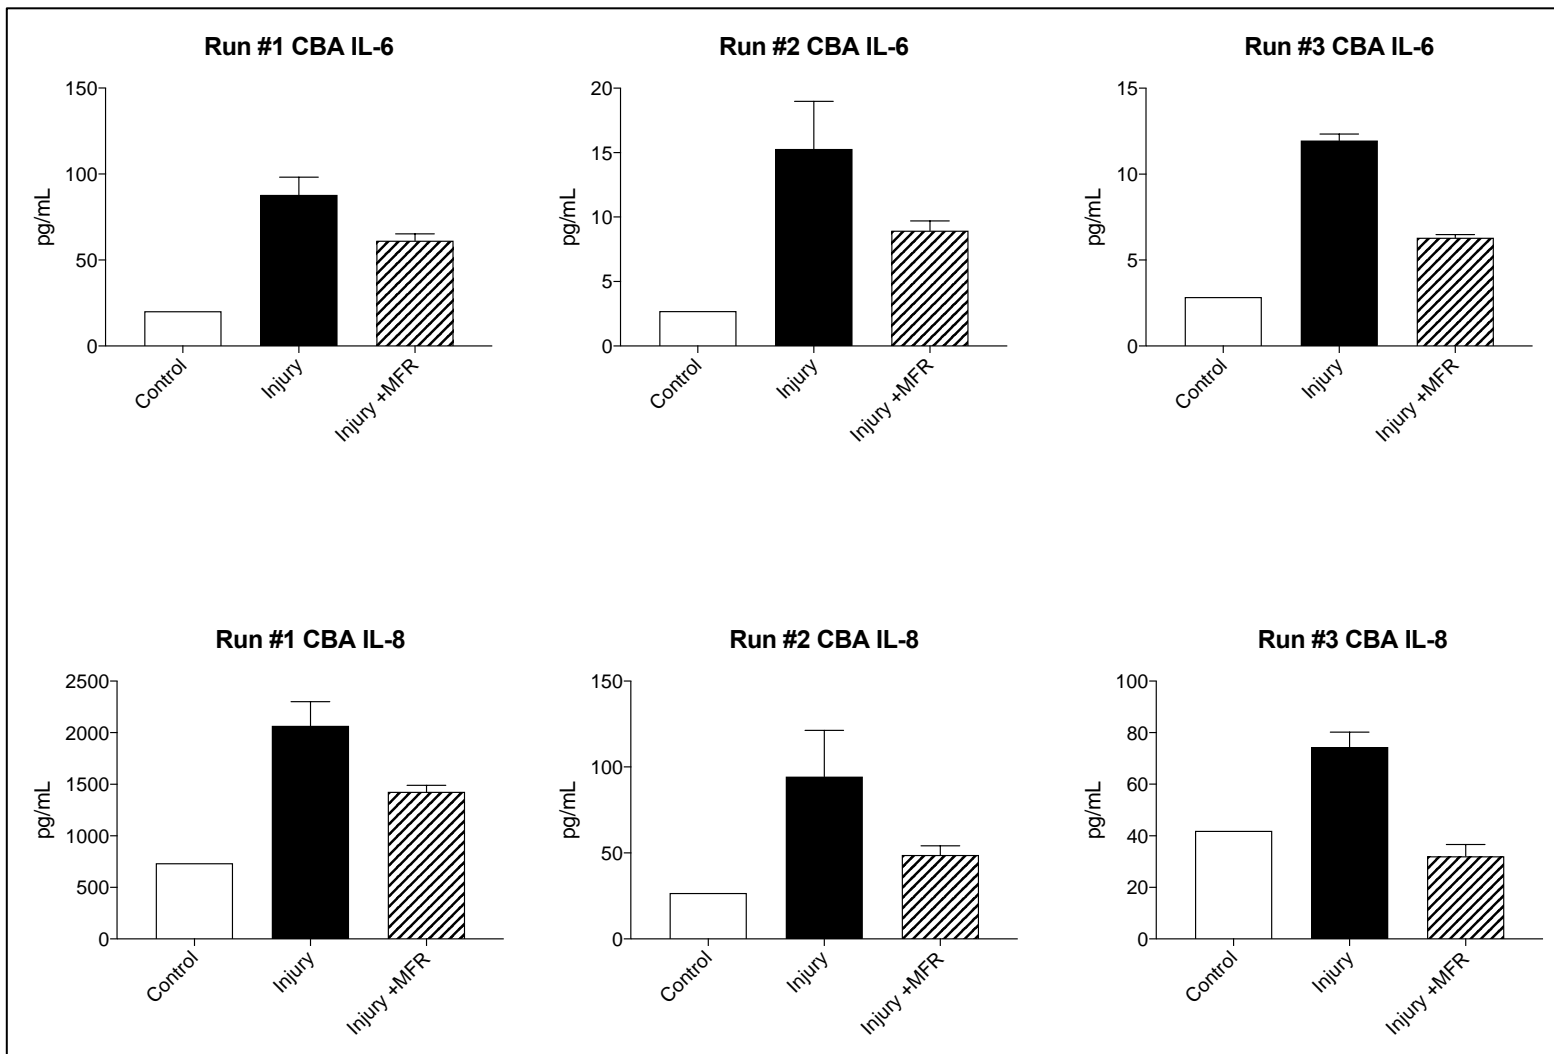 Run #1 CBA IL-6
150
100
50
0
pg/mL
Control
Injury
Injury +MFR
Run #2 CBA IL-6
20
15
10
5
0
pg/mL
Control
Injury
Injury +MFR
Run #3 CBA IL-6
15
10
5
0
pg/mL
Control
Injury
Injury +MFR
Run #1 CBA IL-8
2500
2000
1500
1000
500
0
pg/mL
Control
Injury
Injury +MFR
Run #2 CBA IL-8
150
100
50
0
pg/mL
Control
Injury
Injury +MFR
Run #3 CBA IL-8
100
80
60
40
20
0
pg/mL
Control
Injury
Injury +MFR